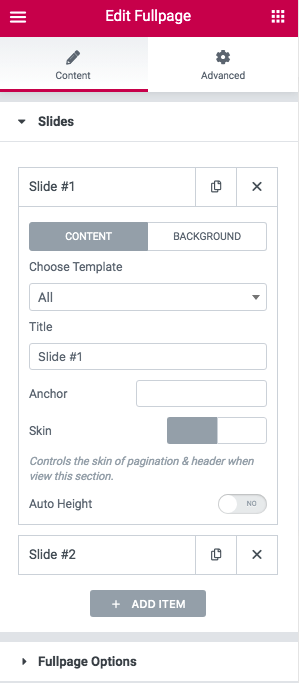 Edit Fullpage
Content
Advanced
Slides
Slide #1
CONTENT
BACKGROUND
Choose Template
All
Title
Slide #1
Anchor
Skin
Controls the skin of pagination & header when
view this section.
Auto Height
NO
Slide #2
+ ADD ITEM
Fullpage Options